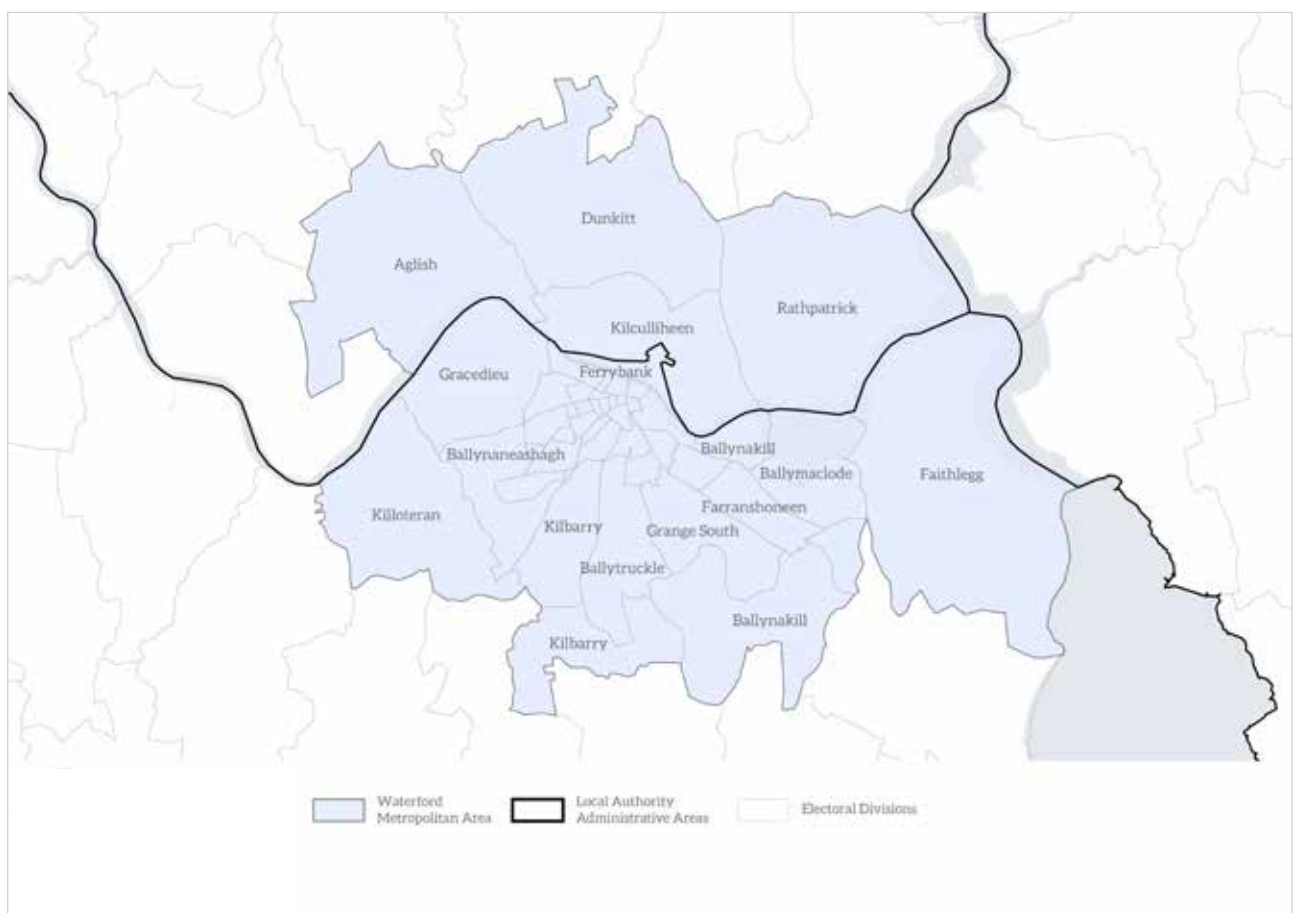 Dunkitt
Aglish
Rathpatrick
Kilculliheen
Ferrybank
Gracedieu
Ballynakill
Ballynaneasbagh
Ballymaclode
Faithlegg
Farranshoneen
Killoteran
Kilbarry
Grange South
Ballytruckle
Ballynakill
Kilbarry
Waterford
Metropolitan Area
Local Authority
Administrative Areas
Electoral Divisions